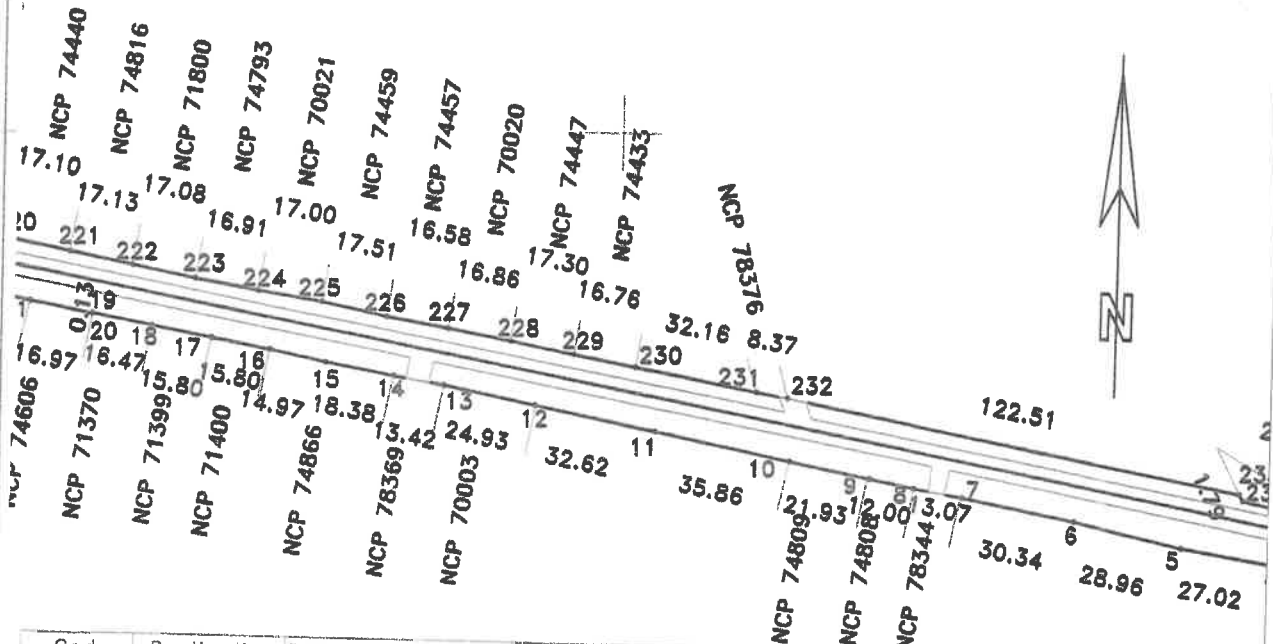 NCP 74440
NCP 74816
NCP 71800
NCP 74793
NCP 70021
NCP 74459
NCP 74457
NCP 70020
NCP 74447
NCP 74433
NCP 78376
17.10
17.13
17.08
16.91
17.00
17.51
16.58
16.86
17.30
16.76
32.16
8.37
122.51
221
222
223
224
225
226
227
228
229
230
231
232
N
19
20
18
17
16
15
14
13
12
11
10
9
8
7
6
5
16.97
16.47
15.80
15.80
14.97
18.38
13.42
24.93
32.62
35.86
21.93
12.00
13.07
30.34
28.96
27.02
NCP 74606
NCP 71370
NCP 71399
NCP 71400
NCP 74866
NCP 78369
NCP 70003
NCP 74809
NCP 74808
NCP 78344